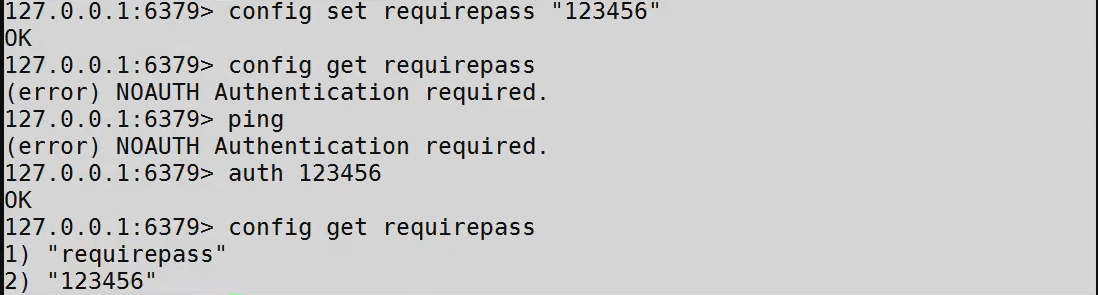 127.0.0.1:6379> config set requirepass "123456"
OK
127.0.0.1:6379> config get requirepass
(error) NOAUTH Authentication required.
127.0.0.1:6379> ping
(error) NOAUTH Authentication required.
127.0.0.1:6379> auth 123456
OK
127.0.0.1:6379> config get requirepass
1) "requirepass"
2) "123456"